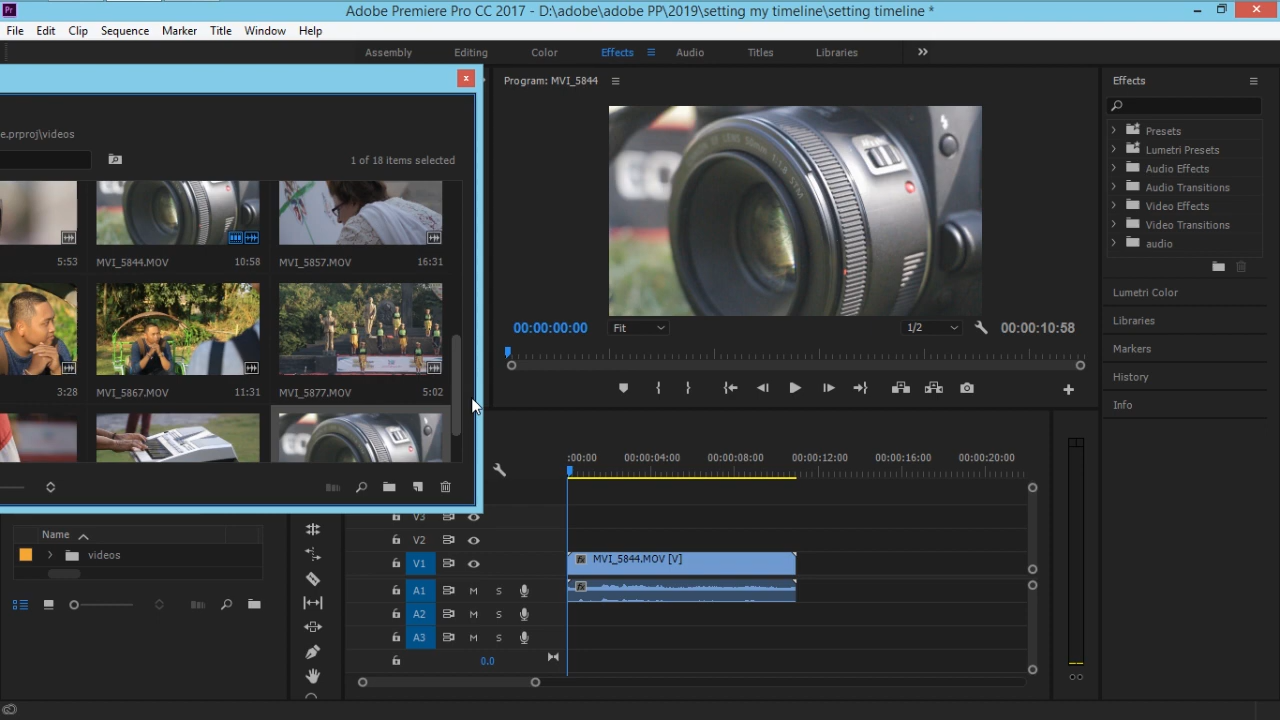 Pr Adobe Premiere Pro CC 2017 - D:\adobe\adobe PP\2019\setting my timeline\setting timeline *
File Edit Clip Sequence Marker Title Window Help
Assembly Editing Color Effects Audio Titles Libraries
Program: MVI_5844
Effects
e.prproj\videos
1 of 18 items selected
5:53 MVI_5844.MOV 10:58 MVI_5857.MOV 16:31
3:28 MVI_5867.MOV 11:31 MVI_5877.MOV 5:02
Presets
Lumetri Presets
Audio Effects
Audio Transitions
Video Effects
Video Transitions
audio
Lumetri Color
Libraries
Markers
History
Info
00:00:00:00 Fit 1/2 00:00:10:58
:00:00 00:00:04:00 00:00:08:00 00:00:12:00 00:00:16:00 00:00:20:00
Name
videos
V3
V2
V1 fx MVI_5844.MOV [V]
A1 M S fx
A2 M S
A3 M S
0.0